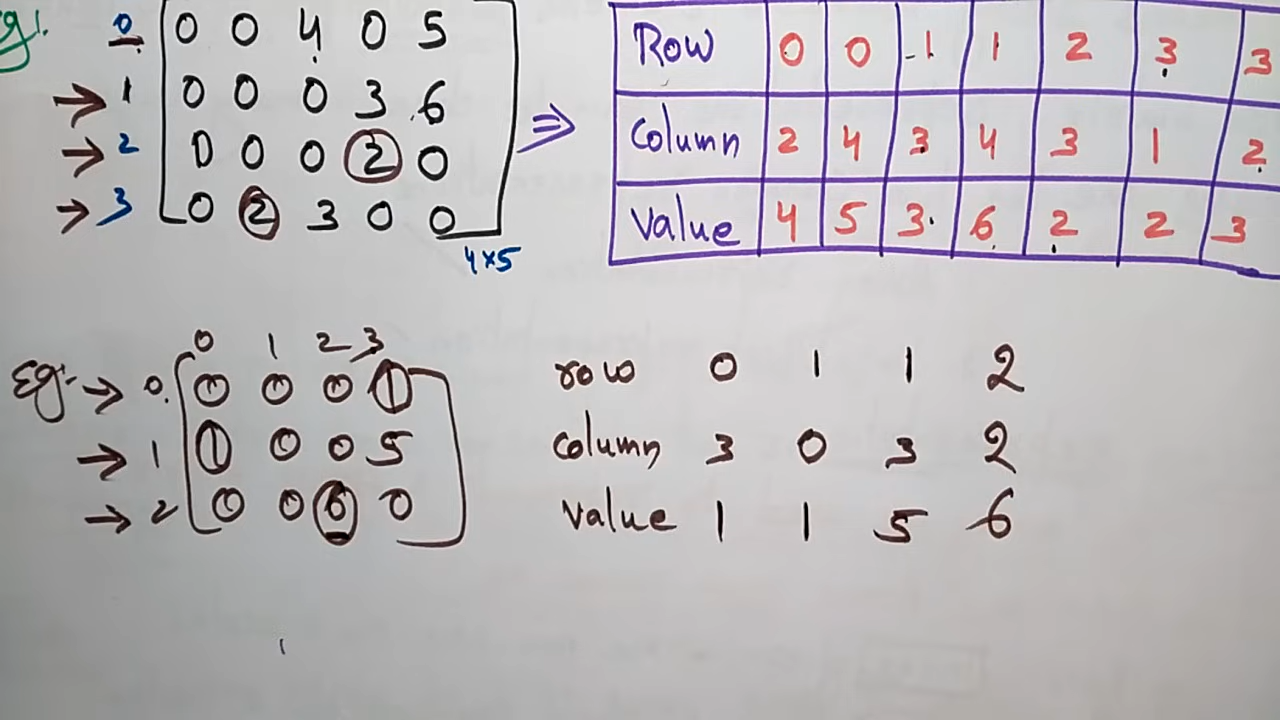 Eg:
0 0 0 4 0 5
1 0 0 0 3 6
2 0 0 0 2 0
3 0 2 3 0 0
4×5
⇒
Row 0 0 1 1 2 3 3
Column 2 4 3 4 3 1 2
Value 4 5 3 6 2 2 3
0 1 2 3
Eg:- → 0 0 0 0 1
→ 1 1 0 0 5
→ 2 0 0 6 0
row 0 1 1 2
column 3 0 3 2
value 1 1 5 6